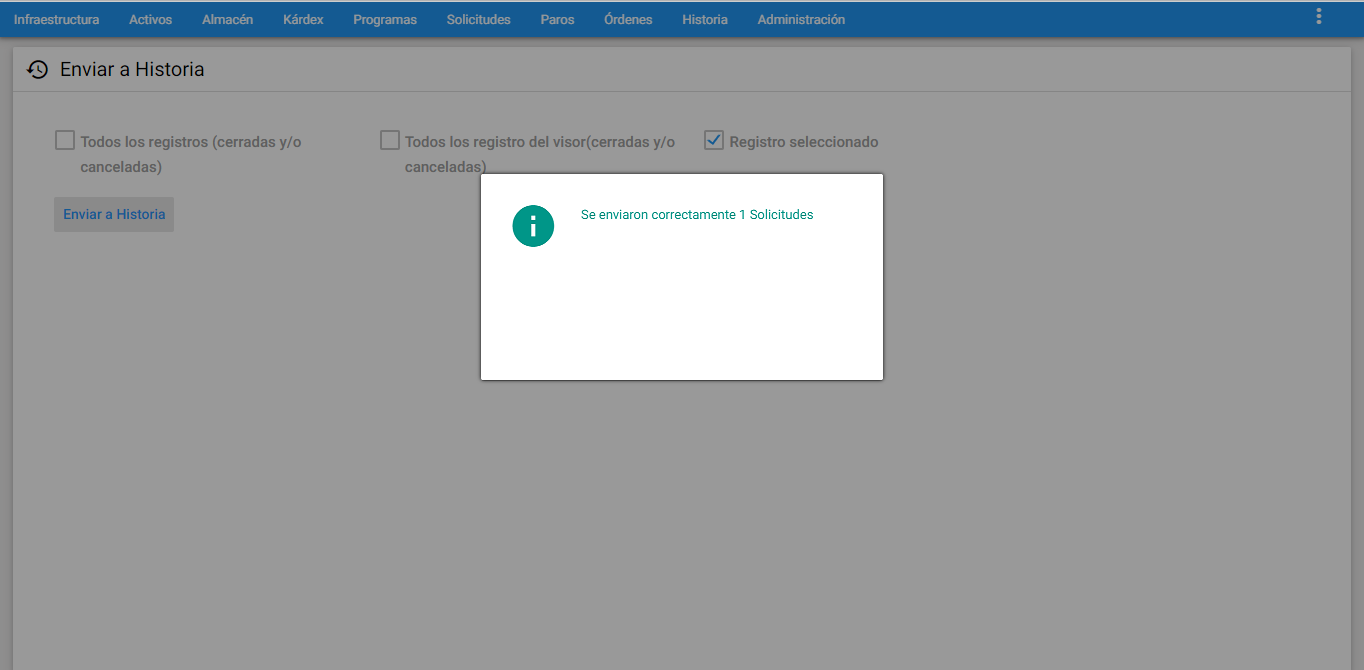 Infraestructura Activos Almacén Kárdex Programas Solicitudes Paros Órdenes Historia Administración
Enviar a Historia
Todos los registros (cerradas y/o
canceladas)
Todos los registro del visor(cerradas y/o
canceladas)
Registro seleccionado
Enviar a Historia
Se enviaron correctamente 1 Solicitudes